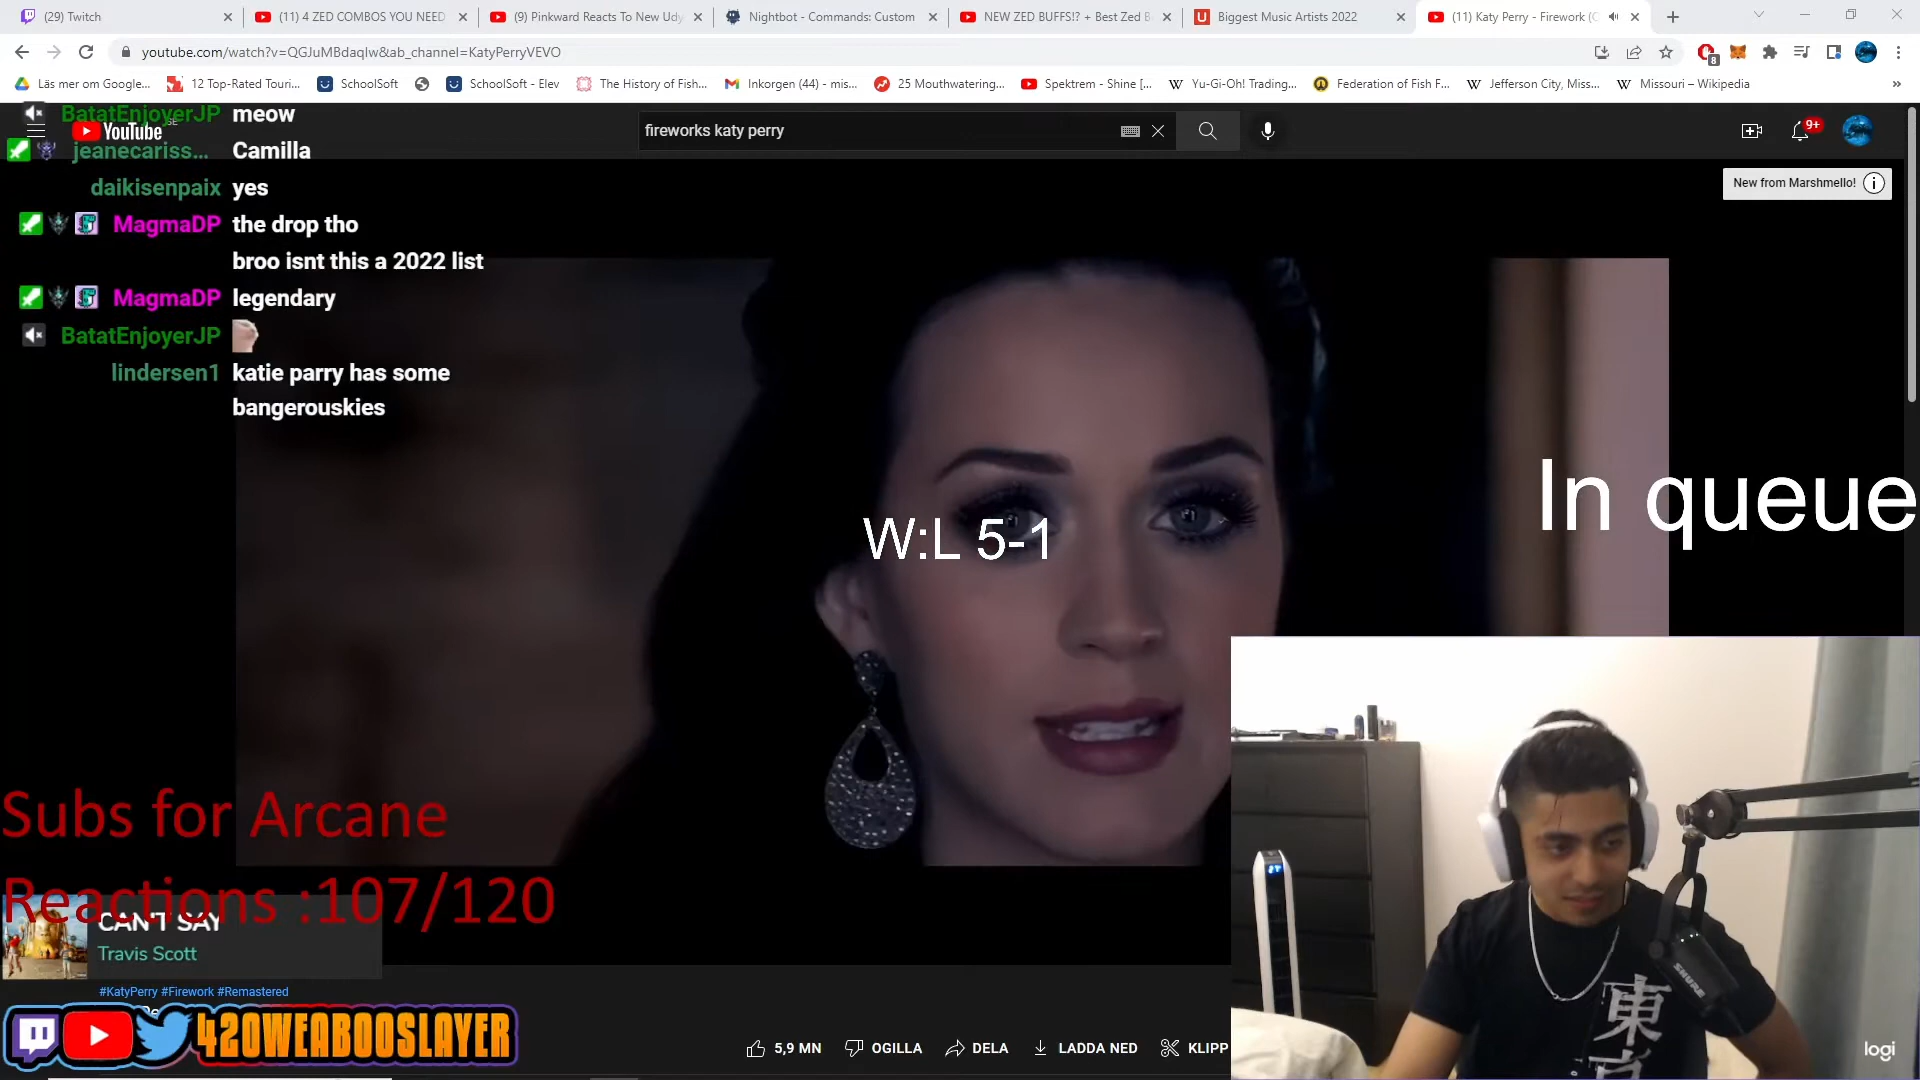 (29) Twitch
(11) 4 ZED COMBOS YOU NEED
(9) Pinkward Reacts To New Udy
Nightbot - Commands: Custom
NEW ZED BUFFS!? + Best Zed B
Biggest Music Artists 2022
(11) Katy Perry - Firework (O
youtube.com/watch?v=QGJuMBdaqIw&ab_channel=KatyPerryVEVO
8
Läs mer om Google...
12 Top-Rated Touri...
SchoolSoft
SchoolSoft - Elev
The History of Fish...
Inkorgen (44) - mis...
25 Mouthwatering...
Spektrem - Shine [...
Yu-Gi-Oh! Trading...
Federation of Fish F...
Jefferson City, Miss...
Missouri – Wikipedia
YouTube SE
fireworks katy perry
9+
BatatEnjoyerJP meow
jeanecariss... Camilla
daikisenpaix yes
New from Marshmello!
MagmaDP the drop tho
broo isnt this a 2022 list
MagmaDP legendary
BatatEnjoyerJP
lindersen1 katie parry has some
bangerouskies
In queue
W:L 5-1
Subs for Arcane
Reactions :107/120
CAN'T SAY
Travis Scott
#KatyPerry #Firework #Remastered
420WEABOOSLAYER
5,9 MN
OGILLA
DELA
LADDA NED
KLIPP
SHURE
東
logi